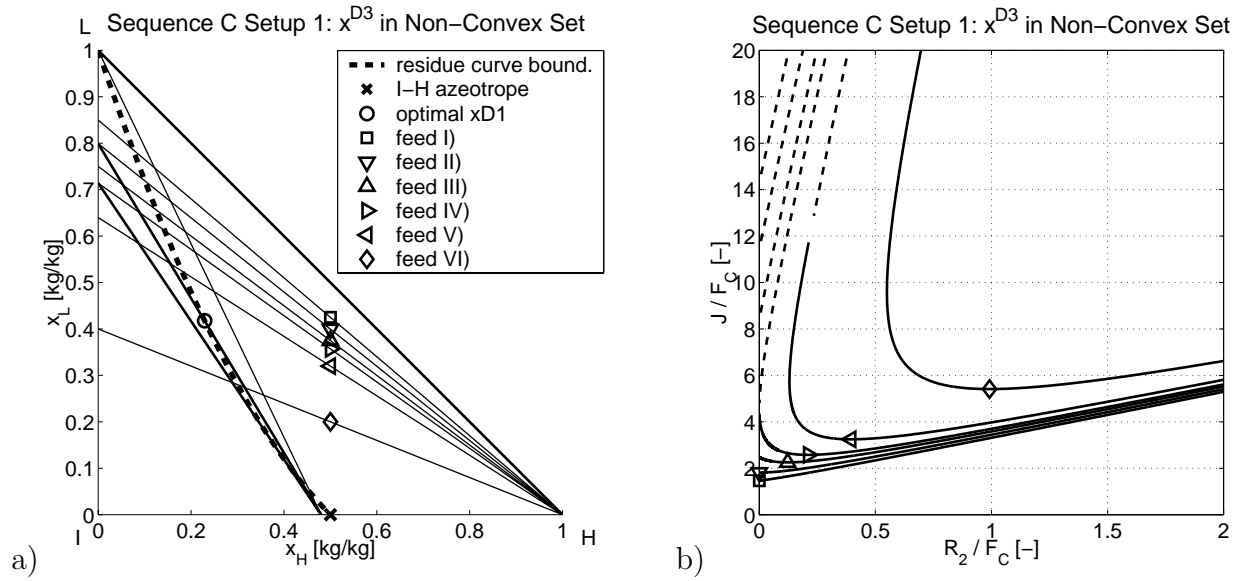 Sequence C Setup 1: x^D3 in Non−Convex Set
L
1
0.9
0.8
0.7
0.6
0.5
0.4
0.3
0.2
0.1
0
x_L [kg/kg]
residue curve bound.
I−H azeotrope
optimal xD1
feed I)
feed II)
feed III)
feed IV)
feed V)
feed VI)
0 0.2 0.4 0.6 0.8 1
I
x_H [kg/kg]
H
a)
Sequence C Setup 1: x^D3 in Non−Convex Set
20
18
16
14
12
10
8
6
4
2
0
J / F_C [−]
0 0.5 1 1.5 2
R_2 / F_C [−]
b)